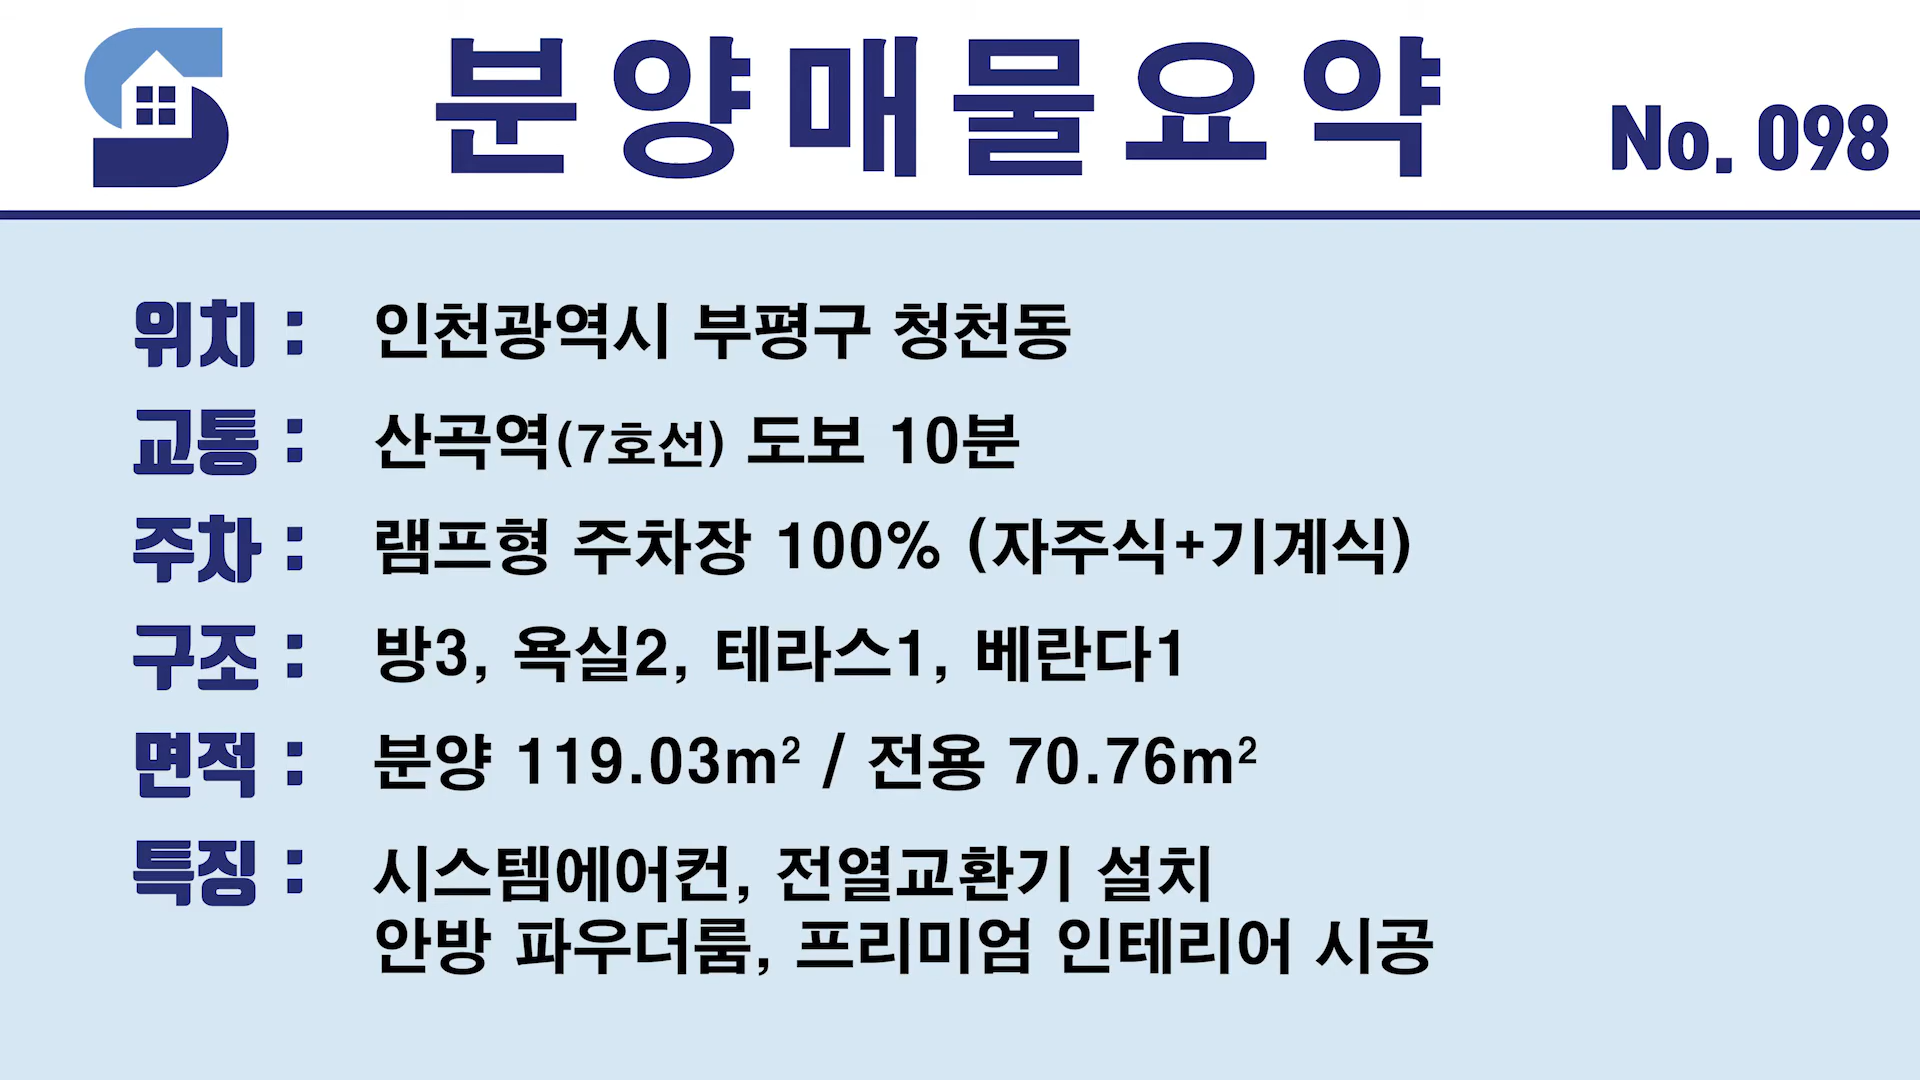 분양매물요약
No. 098
위치 : 인천광역시 부평구 청천동
교통 : 산곡역(7호선) 도보 10분
주차 : 램프형 주차장 100% (자주식+기계식)
구조 : 방3, 욕실2, 테라스1, 베란다1
면적 : 분양 119.03m² / 전용 70.76m²
특징 : 시스템에어컨, 전열교환기 설치
안방 파우더룸, 프리미엄 인테리어 시공